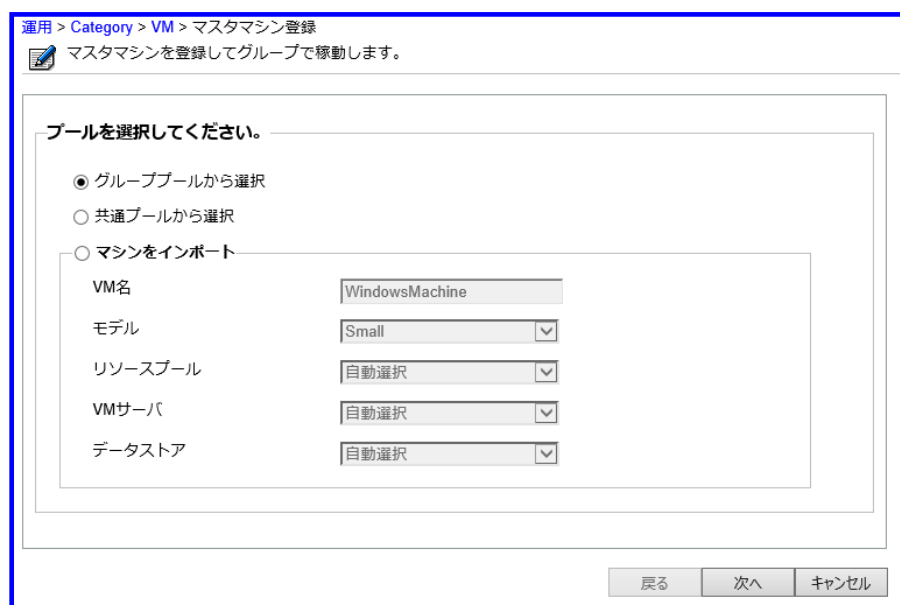 運用 > Category > VM > マスタマシン登録
マスタマシンを登録してグループで稼動します。
プールを選択してください。
グループプールから選択
共通プールから選択
マシンをインポート
VM名 WindowsMachine
モデル Small
リソースプール 自動選択
VMサーバ 自動選択
データストア 自動選択
戻る 次へ キャンセル